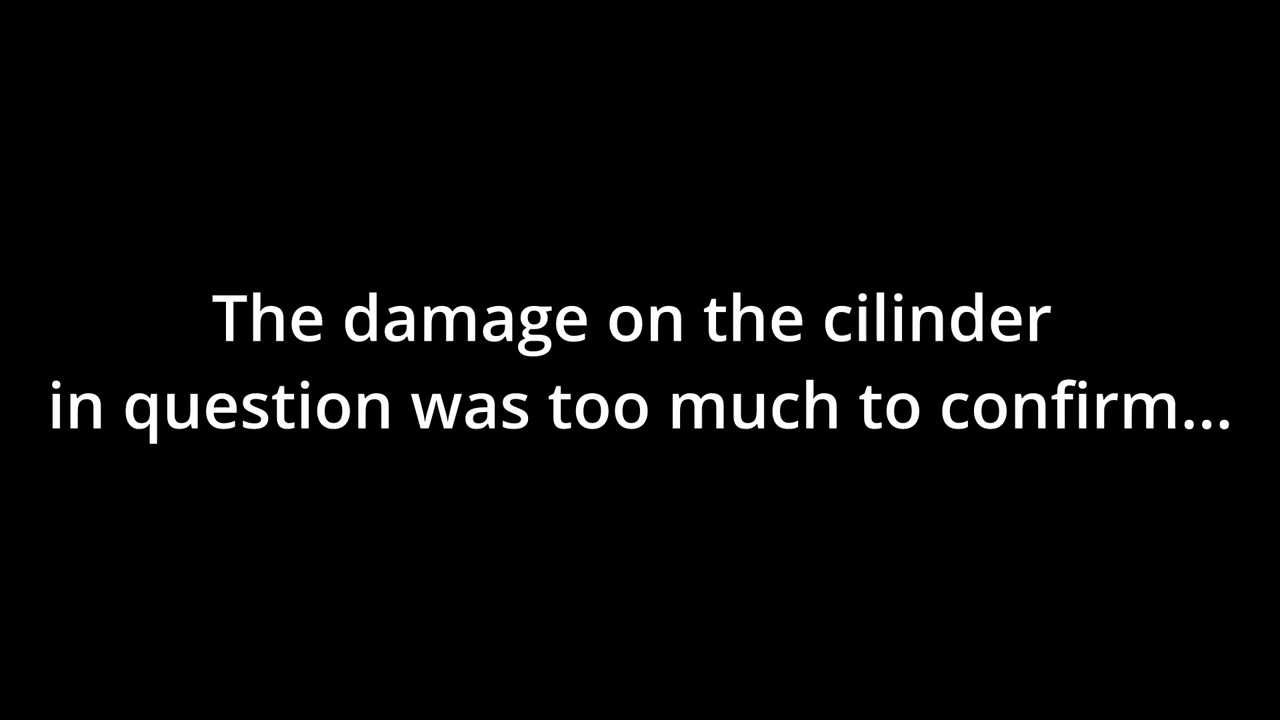 The damage on the cilinder
in question was too much to confirm...